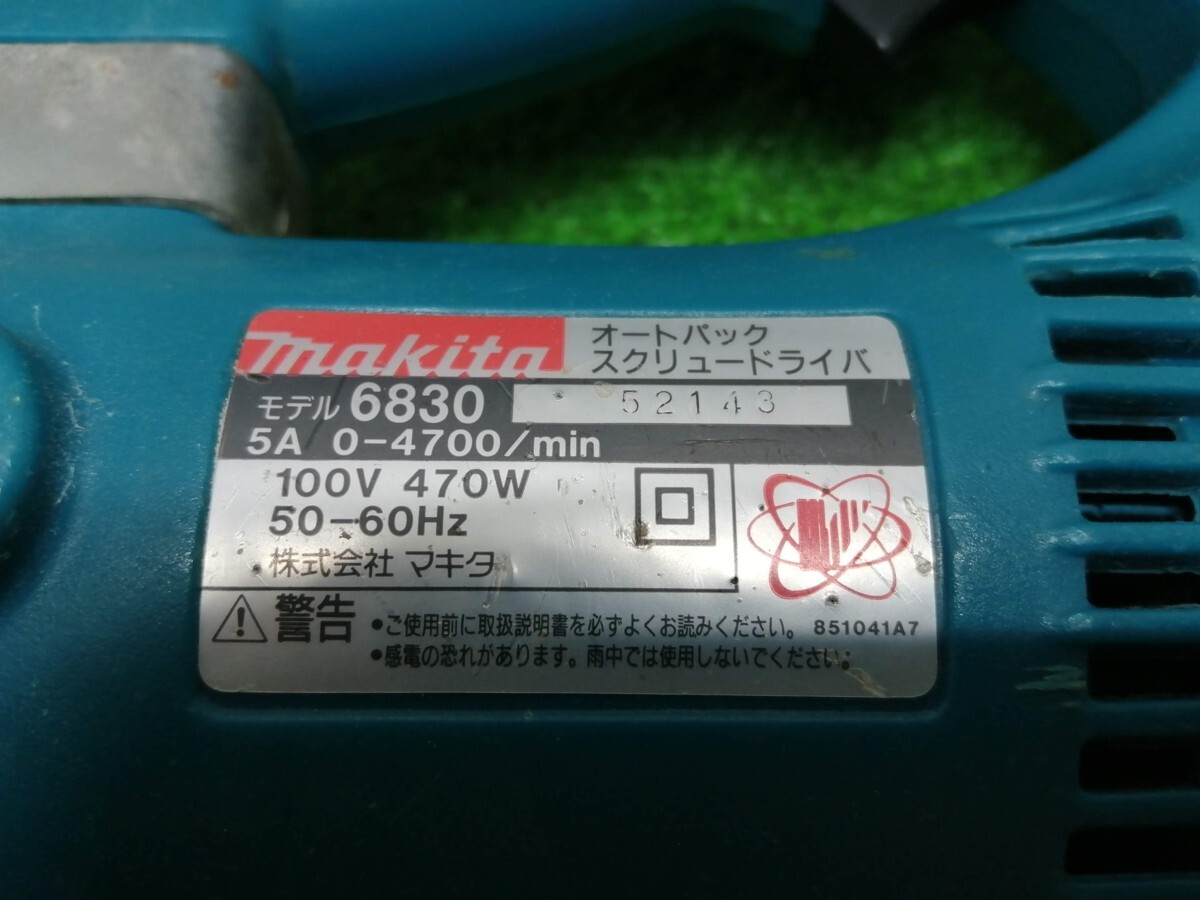 makita
オートパック
スクリュードライバ
モデル 6830 52143
5A 0-4700/min
100V 470W
50-60Hz
株式会社 マキタ
警告
•ご使用前に取扱説明書を必ずよくお読みください。 851041A7
•感電の恐れがあります。雨中では使用しないでください。